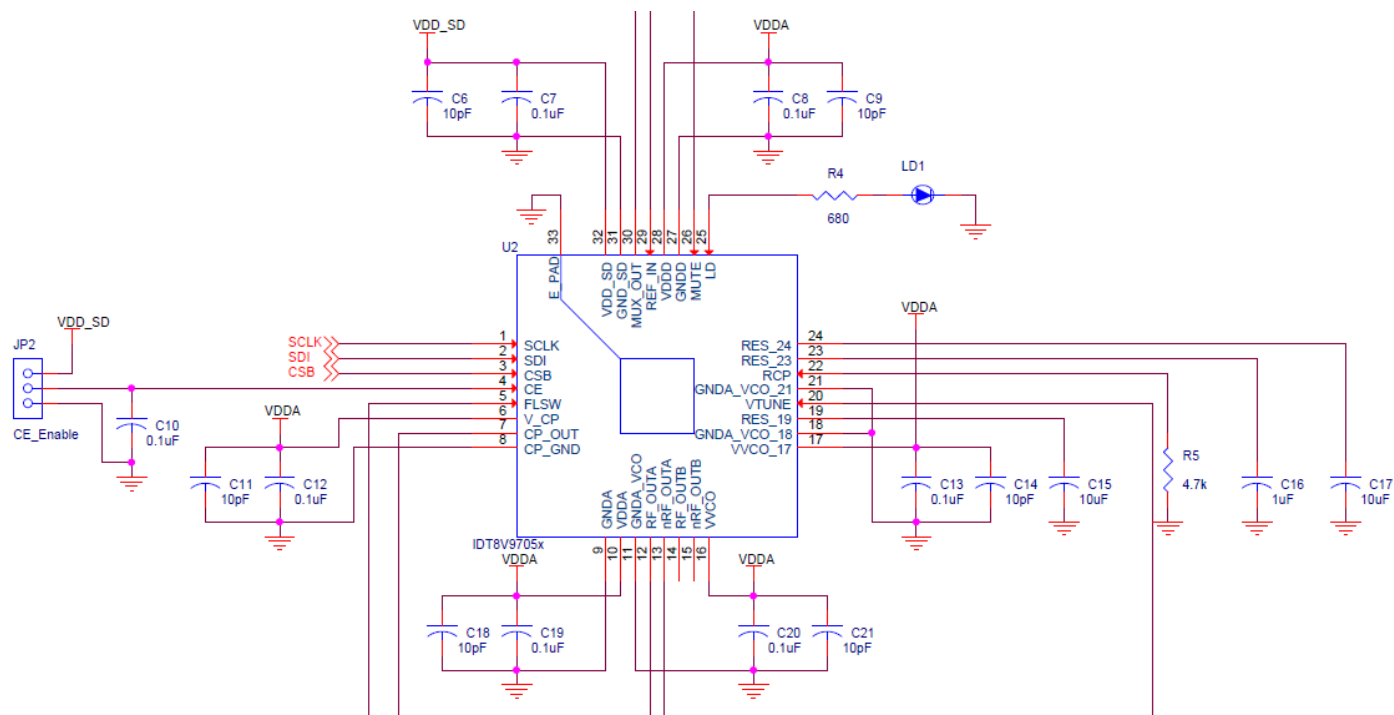 VDD_SD
VDDA
C6
10pF
C7
0.1uF
C8
0.1uF
C9
10pF
R4
680
LD1
U2
33
32
31
30
29
28
27
26
25
E_PAD
VDD_SD
GND_SD
MUX_OUT
REF_IN
VDDD
GNDD
MUTE
LD
JP2
VDD_SD
CE_Enable
SCLK
SDI
CSB
1
2
3
4
5
6
7
8
SCLK
SDI
CSB
CE
FLSW
V_CP
CP_OUT
CP_GND
C10
0.1uF
VDDA
C11
10pF
C12
0.1uF
RES_24
RES_23
RCP
GNDA_VCO_21
VTUNE
RES_19
GNDA_VCO_18
VVCO_17
24
23
22
21
20
19
18
17
VDDA
C13
0.1uF
C14
10pF
C15
10uF
R5
4.7k
C16
1uF
C17
10uF
GNDA
VDDA
GNDA_VCO
RF_OUTA
nRF_OUTA
RF_OUTB
nRF_OUTB
VVCO
9
10
11
12
13
14
15
16
IDT8V9705x
VDDA
C18
10pF
C19
0.1uF
VDDA
C20
0.1uF
C21
10pF